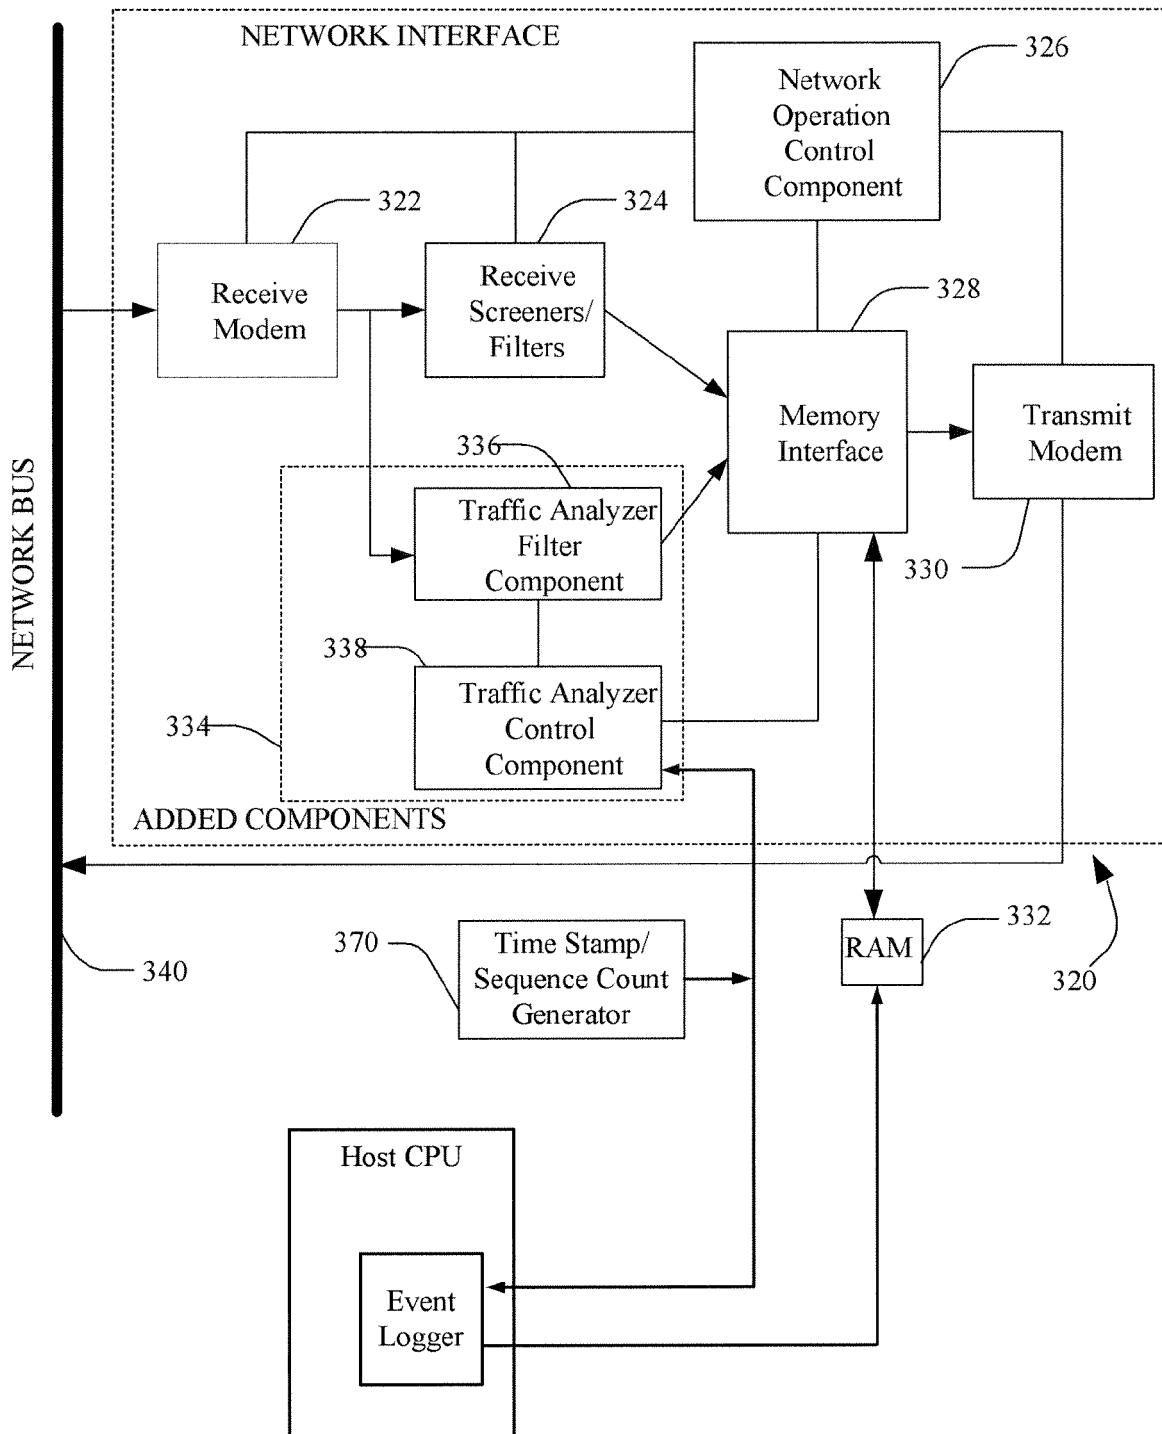 NETWORK INTERFACE
326
Network
Operation
Control
Component
322
324
Receive
Modem
Receive
Screeners/
Filters
328
Memory
Interface
Transmit
Modem
330
336
Traffic Analyzer
Filter
Component
338
Traffic Analyzer
Control
Component
334
ADDED COMPONENTS
NETWORK BUS
340
370
Time Stamp/
Sequence Count
Generator
RAM
332
320
Host CPU
Event
Logger